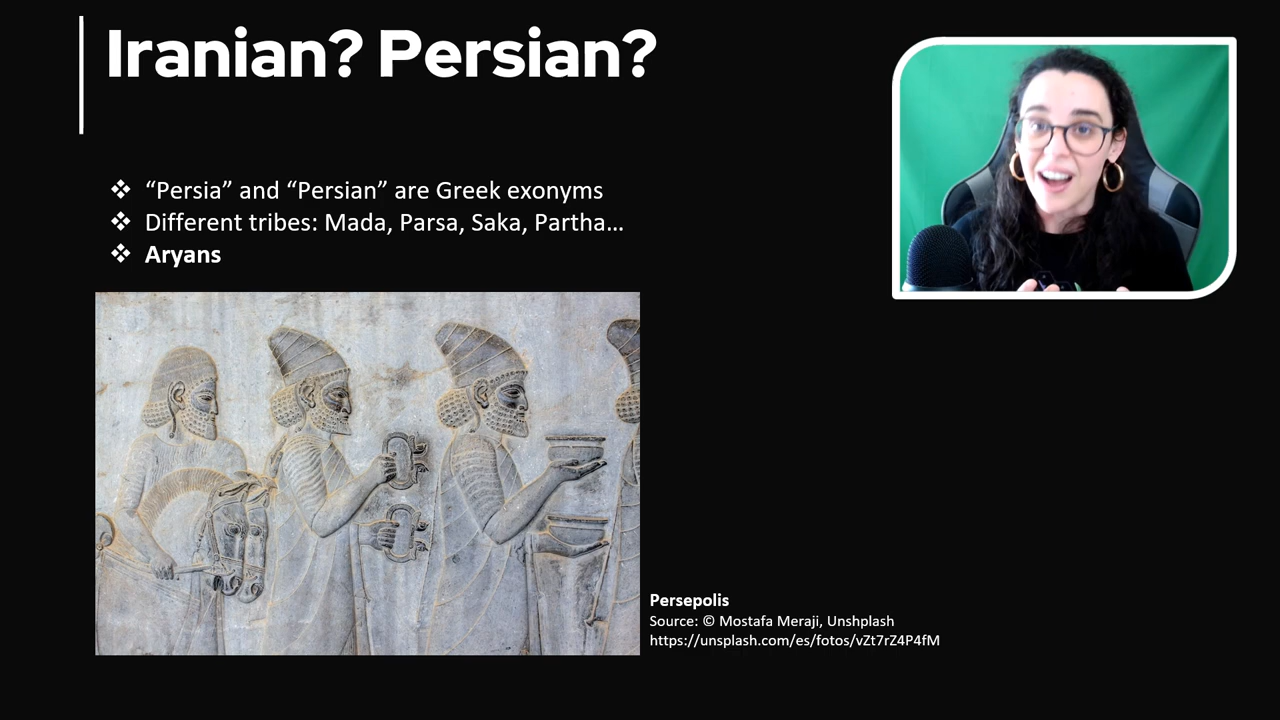 Iranian? Persian?
❖ “Persia” and “Persian” are Greek exonyms
❖ Different tribes: Mada, Parsa, Saka, Partha…
❖ Aryans
Persepolis
Source: © Mostafa Meraji, Unshplash
https://unsplash.com/es/fotos/vZt7rZ4P4fM